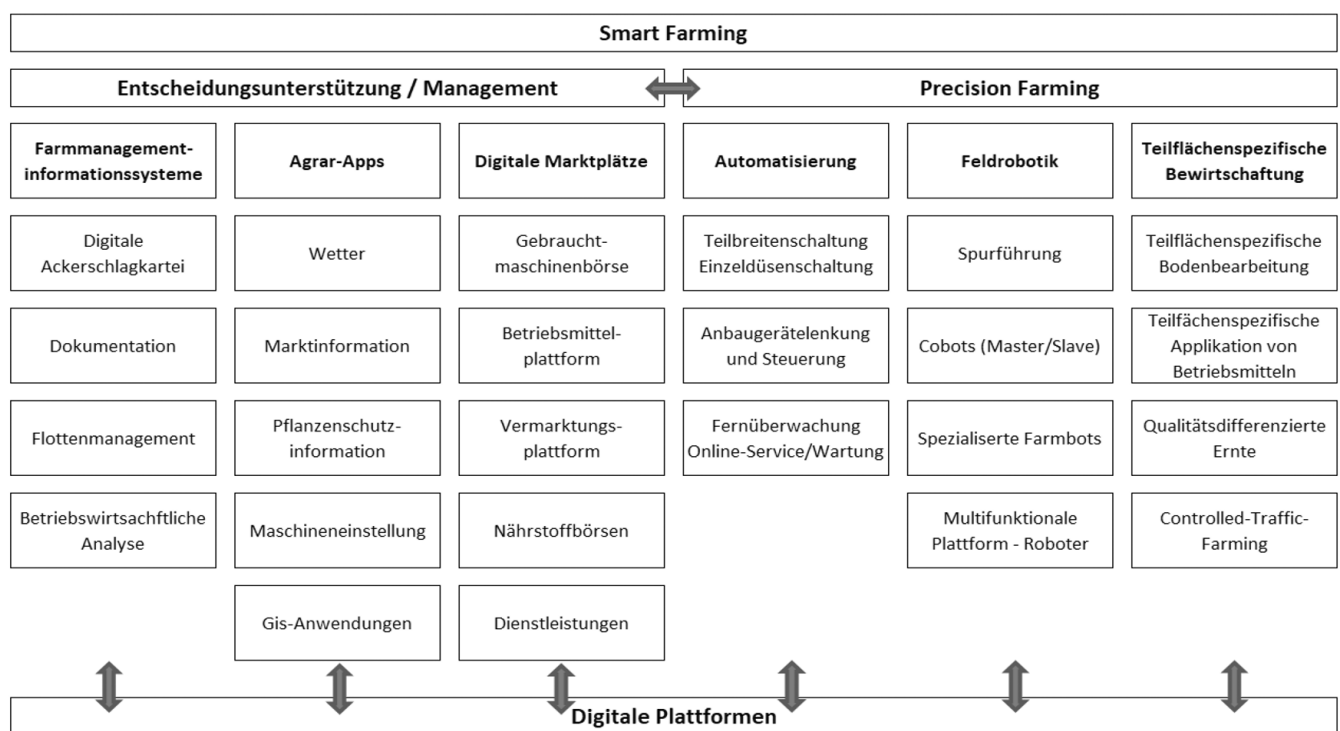 Smart Farming
Entscheidungsunterstützung / Management
Precision Farming
Farmmanagement-
informationssysteme
Agrar-Apps
Digitale Marktplätze
Automatisierung
Feldrobotik
Teilflächenspezifische
Bewirtschaftung
Digitale
Ackerschlagkartei
Wetter
Gebraucht-
maschinenbörse
Teilbreitenschaltung
Einzeldüsenschaltung
Spurführung
Teilflächenspezifische
Bodenbearbeitung
Dokumentation
Marktinformation
Betriebsmittel-
plattform
Anbaugerätelenkung
und Steuerung
Cobots (Master/Slave)
Teilfächenspezifische
Applikation von
Betriebsmitteln
Flottenmanagement
Pflanzenschutz-
information
Vermarktungs-
plattform
Fernüberwachung
Online-Service/Wartung
Spezialiserte Farmbots
Qualitätsdifferenzierte
Ernte
Betriebswirtsachftliche
Analyse
Maschineneinstellung
Nährstoffbörsen
Multifunktionale
Plattform - Roboter
Controlled-Traffic-
Farming
Gis-Anwendungen
Dienstleistungen
Digitale Plattformen